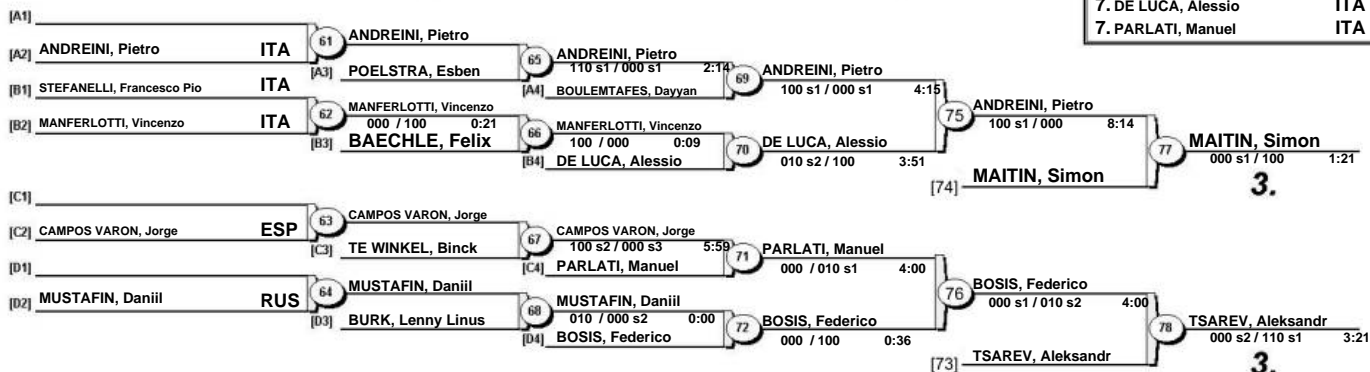 7. DE LUCA, Alessio ITA
7. PARLATI, Manuel ITA
[A1]
[A2] ANDREINI, Pietro ITA
61
ANDREINI, Pietro
[A3] POELSTRA, Esben
65
ANDREINI, Pietro
110 s1 / 000 s1 2:14
[A4] BOULEMTAFES, Dayyan
69
ANDREINI, Pietro
100 s1 / 000 s1 4:15
[B1] STEFANELLI, Francesco Pio ITA
[B2] MANFERLOTTI, Vincenzo ITA
62
MANFERLOTTI, Vincenzo
000 / 100 0:21
[B3] BAECHLE, Felix
66
MANFERLOTTI, Vincenzo
100 / 000 0:09
[B4] DE LUCA, Alessio
70
DE LUCA, Alessio
010 s2 / 100 3:51
75
ANDREINI, Pietro
100 s1 / 000 8:14
[74] MAITIN, Simon
77
MAITIN, Simon
000 s1 / 100 1:21
3.
[C1]
[C2] CAMPOS VARON, Jorge ESP
63
CAMPOS VARON, Jorge
[C3] TE WINKEL, Binck
67
CAMPOS VARON, Jorge
100 s2 / 000 s3 5:59
[C4] PARLATI, Manuel
71
PARLATI, Manuel
000 / 010 s1 4:00
[D1]
[D2] MUSTAFIN, Daniil RUS
64
MUSTAFIN, Daniil
[D3] BURK, Lenny Linus
68
MUSTAFIN, Daniil
010 / 000 s2 0:00
[D4] BOSIS, Federico
72
BOSIS, Federico
000 / 100 0:36
76
BOSIS, Federico
000 s1 / 010 s2 4:00
[73] TSAREV, Aleksandr
78
TSAREV, Aleksandr
000 s2 / 110 s1 3:21
3.